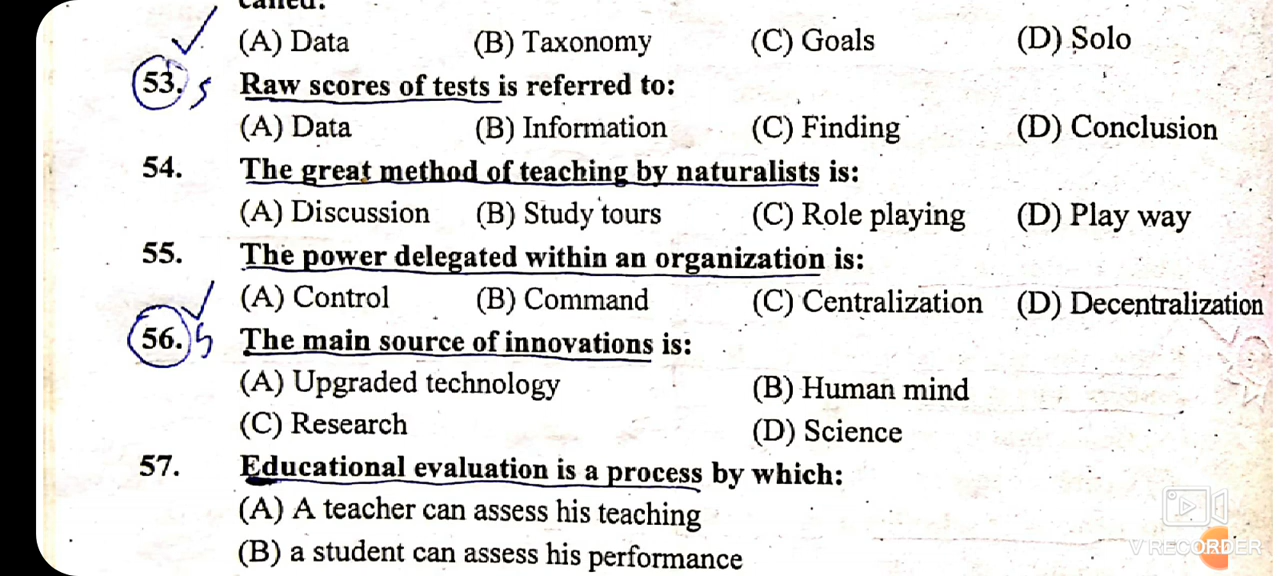 called:
(A) Data (B) Taxonomy (C) Goals (D) Solo
53. Raw scores of tests is referred to:
(A) Data (B) Information (C) Finding (D) Conclusion
54. The great method of teaching by naturalists is:
(A) Discussion (B) Study tours (C) Role playing (D) Play way
55. The power delegated within an organization is:
(A) Control (B) Command (C) Centralization (D) Decentralization
56. The main source of innovations is:
(A) Upgraded technology (B) Human mind
(C) Research (D) Science
57. Educational evaluation is a process by which:
(A) A teacher can assess his teaching
(B) a student can assess his performance
V RECORDER